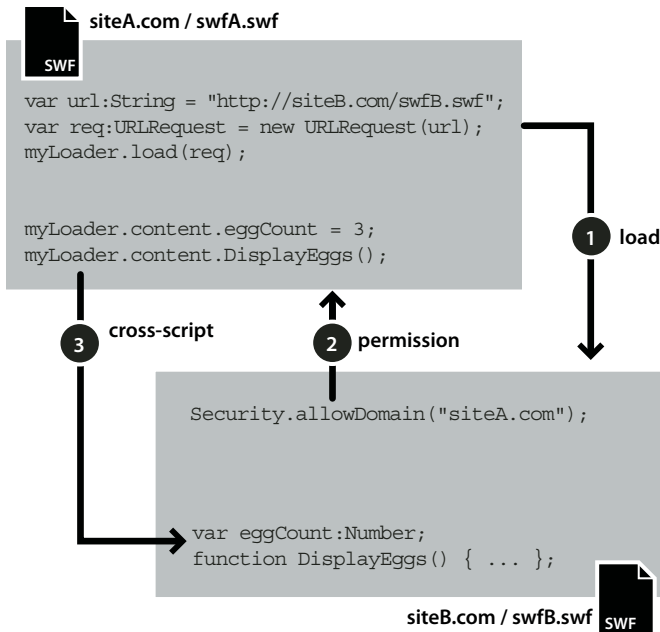 siteA.com / swfA.swf
SWF
var url:String = "http://siteB.com/swfB.swf";
var req:URLRequest = new URLRequest(url);
myLoader.load(req);
myLoader.content.eggCount = 3;
myLoader.content.DisplayEggs();
1 load
3 cross-script
2 permission
Security.allowDomain("siteA.com");
var eggCount:Number;
function DisplayEggs() { ... };
siteB.com / swfB.swf
SWF